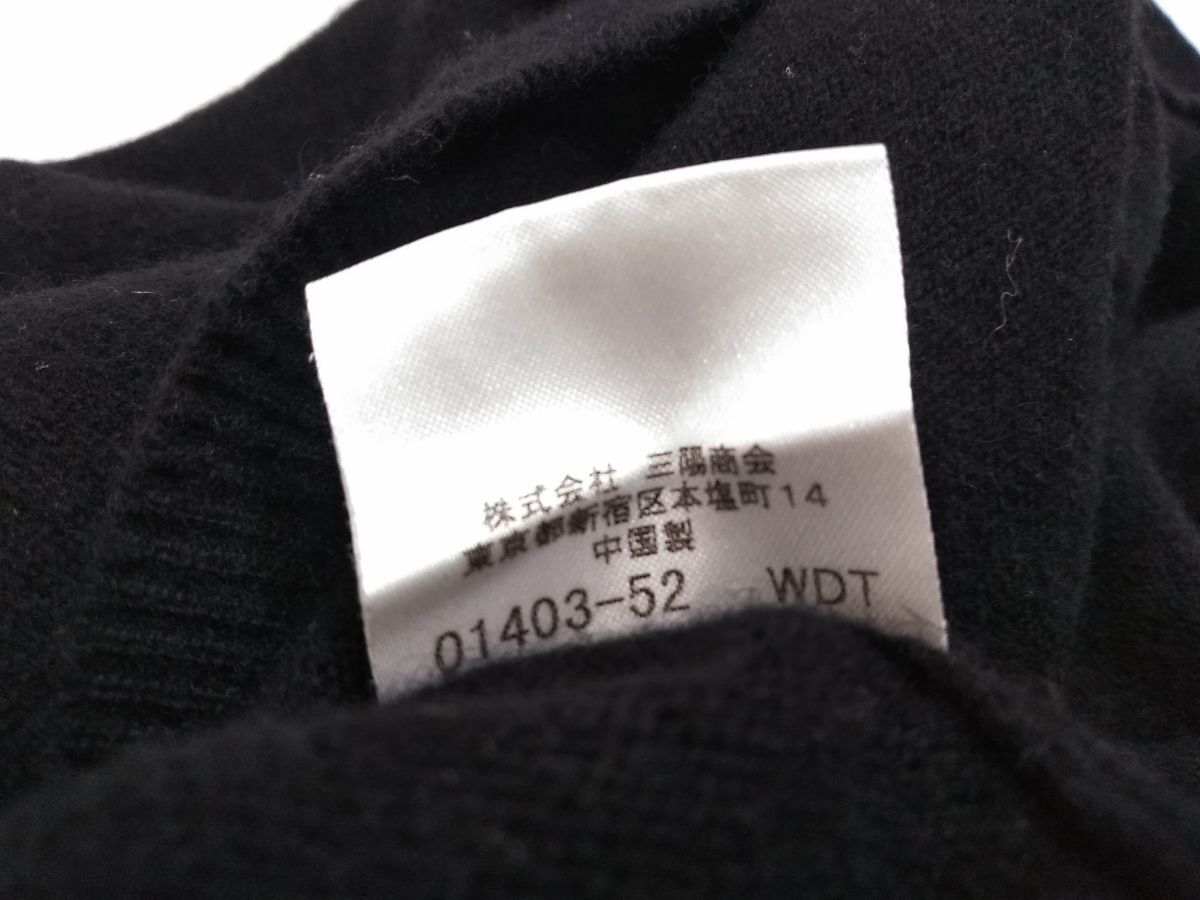 株式会社 三陽商会
東京都新宿区本塩町14
中国製
01403-52 WDT